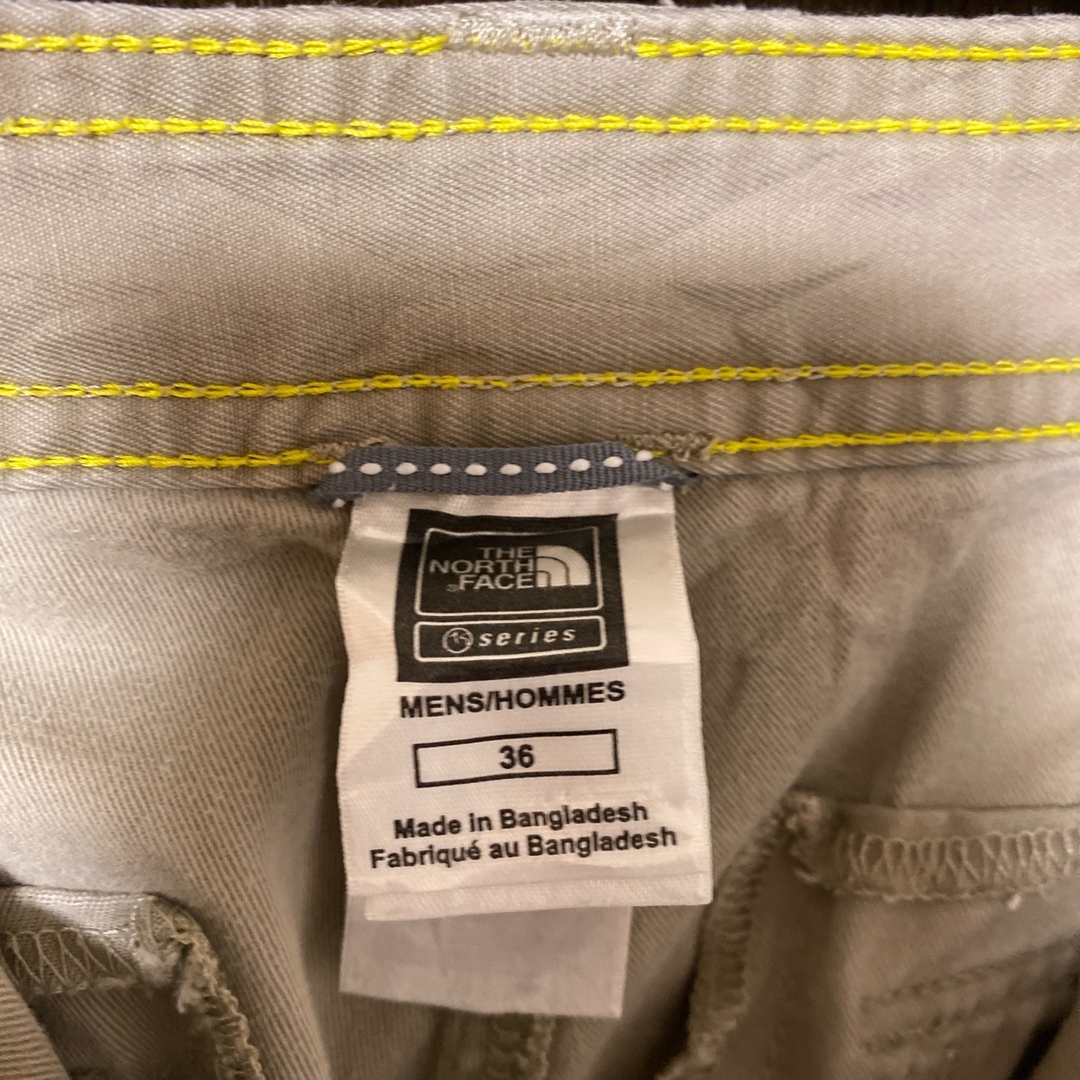 THE
NORTH
FACE
series
MENS/HOMMES
36
Made in Bangladesh
Fabriqué au Bangladesh